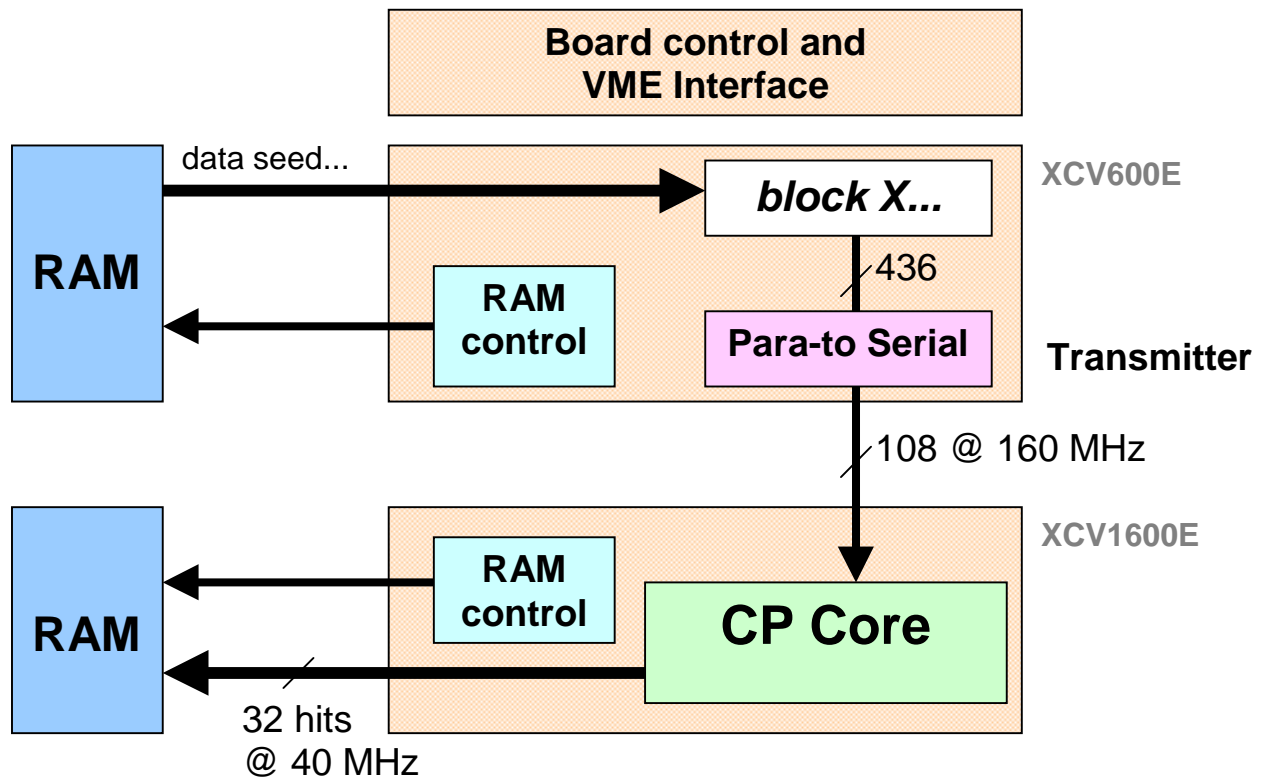 Board control and
VME Interface
data seed...
XCV600E
block X...
RAM
436
RAM
control
Para-to Serial
Transmitter
108 @ 160 MHz
XCV1600E
RAM
control
CP Core
RAM
32 hits
@ 40 MHz